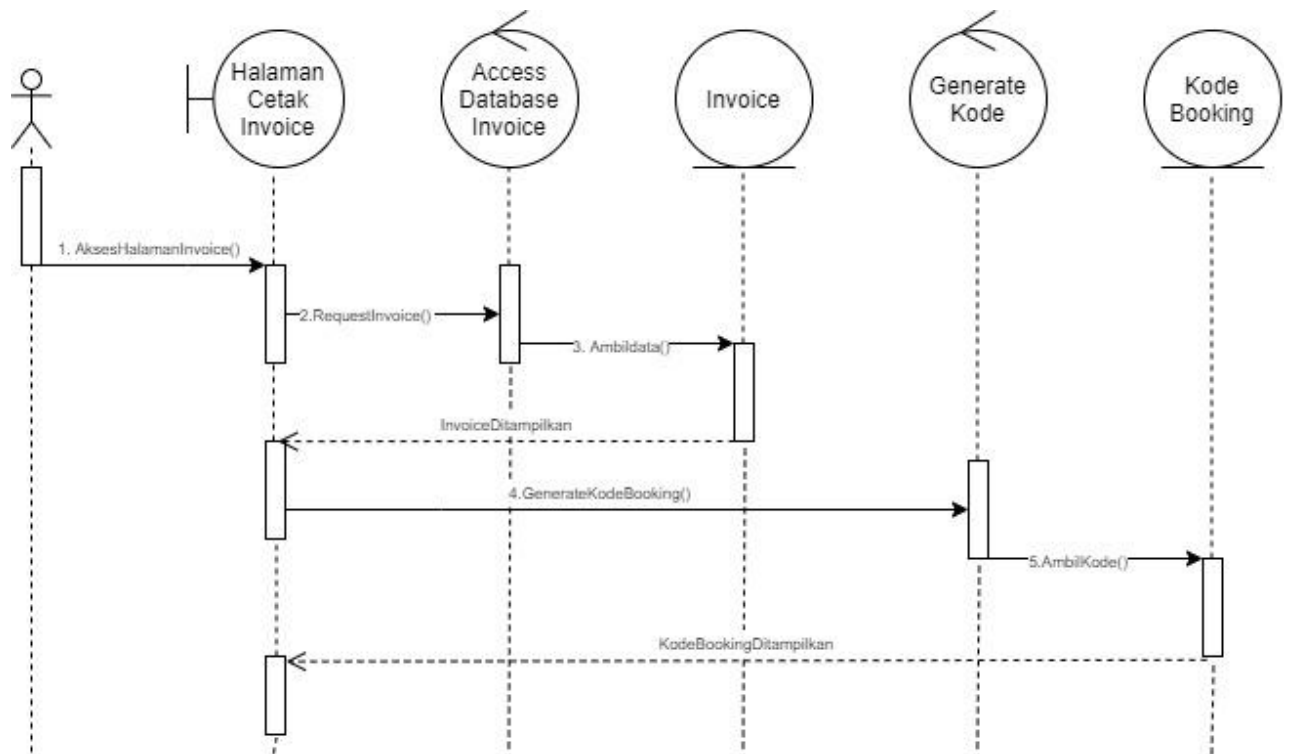 Halaman
Cetak
Invoice
Access
Database
Invoice
Invoice
Generate
Kode
Kode
Booking
1. AksesHalamanInvoice()
2.RequestInvoice()
3. Ambildata()
InvoiceDitampilkan
4.GenerateKodeBooking()
5.AmbilKode()
KodeBookingDitampilkan